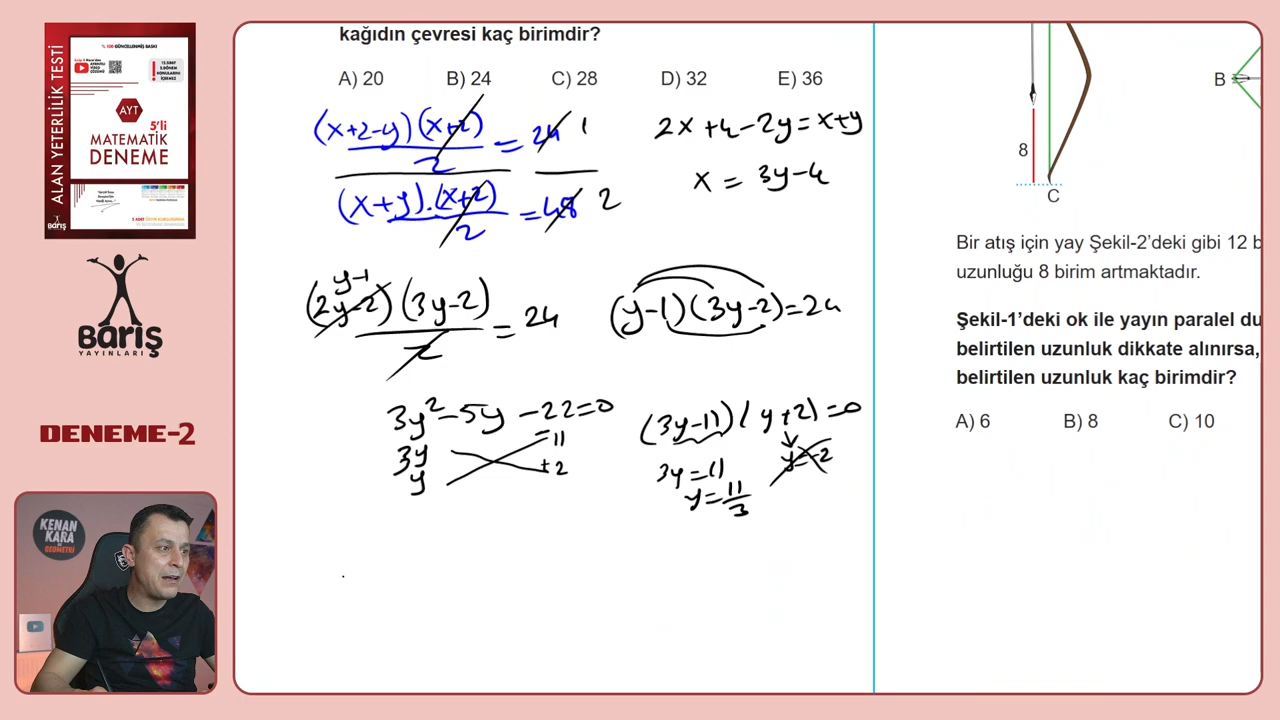 ALAN YETERLİLİK TESTİ
% 100 GÜNCELLENMİŞ BASKI
AYT
5'li
MATEMATİK
DENEME
BARIŞ
YAYINLARI
DENEME-2
KENAN
KARA
GEOMETRİ
kağıdın çevresi kaç birimdir?
A) 20 B) 24 C) 28 D) 32 E) 36
(x+2-y)(x+2)/2 = 24 1
(x+y).(x+2)/2 = 48 2
2x+4-2y=x+y
x = 3y-4
y-1
(2y-2)(3y-2)/2 = 24
(y-1)(3y-2)=24
3y²-5y-22=0
3y -11
y +2
(3y-11)(y+2)=0
3y=11 y=-2
y=11/3
8
C
B
Bir atış için yay Şekil-2'deki gibi 12 b
uzunluğu 8 birim artmaktadır.
Şekil-1'deki ok ile yayın paralel du
belirtilen uzunluk dikkate alınırsa,
belirtilen uzunluk kaç birimdir?
A) 6 B) 8 C) 10